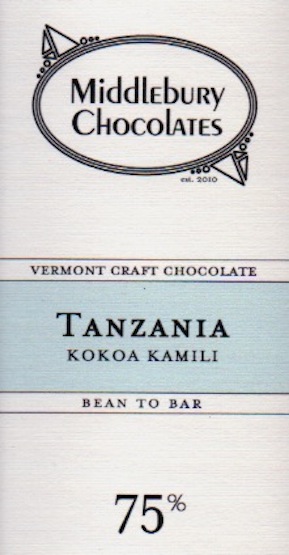 Middlebury
Chocolates
est. 2010
VERMONT CRAFT CHOCOLATE
TANZANIA
KOKOA KAMILI
BEAN TO BAR
75%